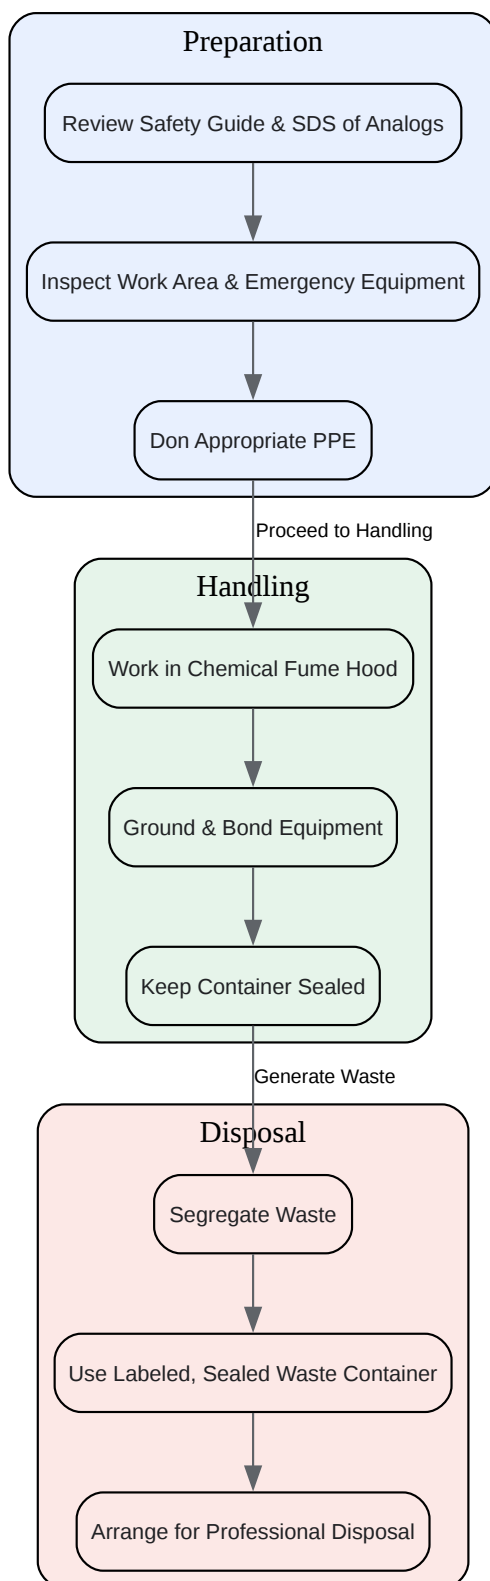 Preparation
Review Safety Guide & SDS of Analogs
Inspect Work Area & Emergency Equipment
Don Appropriate PPE
Proceed to Handling
Handling
Work in Chemical Fume Hood
Ground & Bond Equipment
Keep Container Sealed
Generate Waste
Disposal
Segregate Waste
Use Labeled, Sealed Waste Container
Arrange for Professional Disposal